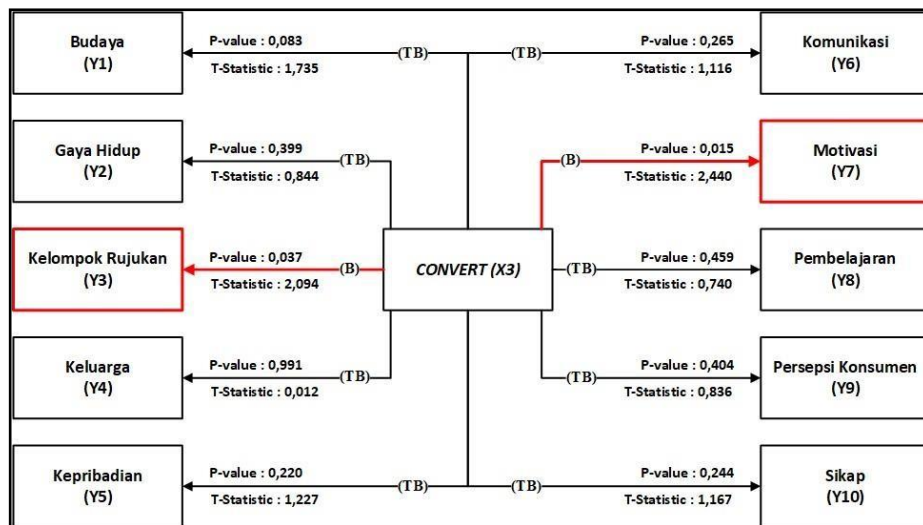 Budaya
(Y1)
P-value : 0,083
T-Statistic : 1,735
(TB)
(TB)
P-value : 0,265
T-Statistic : 1,116
Komunikasi
(Y6)
Gaya Hidup
(Y2)
P-value : 0,399
T-Statistic : 0,844
(TB)
(B)
P-value : 0,015
T-Statistic : 2,440
Motivasi
(Y7)
Kelompok Rujukan
(Y3)
P-value : 0,037
T-Statistic : 2,094
(B)
CONVERT (X3)
(TB)
P-value : 0,459
T-Statistic : 0,740
Pembelajaran
(Y8)
Keluarga
(Y4)
P-value : 0,991
T-Statistic : 0,012
(TB)
(TB)
P-value : 0,404
T-Statistic : 0,836
Persepsi Konsumen
(Y9)
Kepribadian
(Y5)
P-value : 0,220
T-Statistic : 1,227
(TB)
(TB)
P-value : 0,244
T-Statistic : 1,167
Sikap
(Y10)